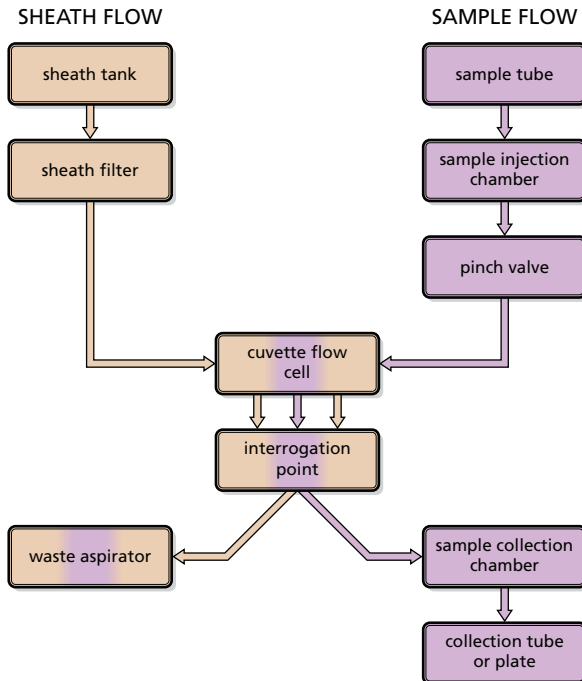 SHEATH FLOW
SAMPLE FLOW
sheath tank
sample tube
sheath filter
sample injection
chamber
pinch valve
cuvette flow
cell
interrogation
point
waste aspirator
sample collection
chamber
collection tube
or plate